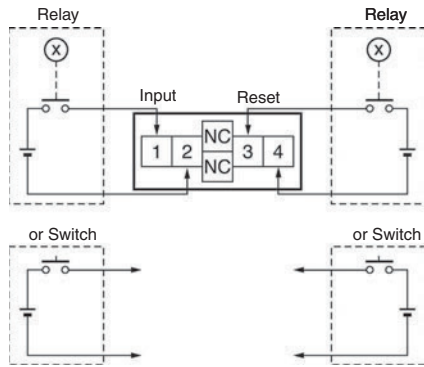 Relay Relay
X X
Input Reset
NC
1 2 3 4
NC
or Switch or Switch